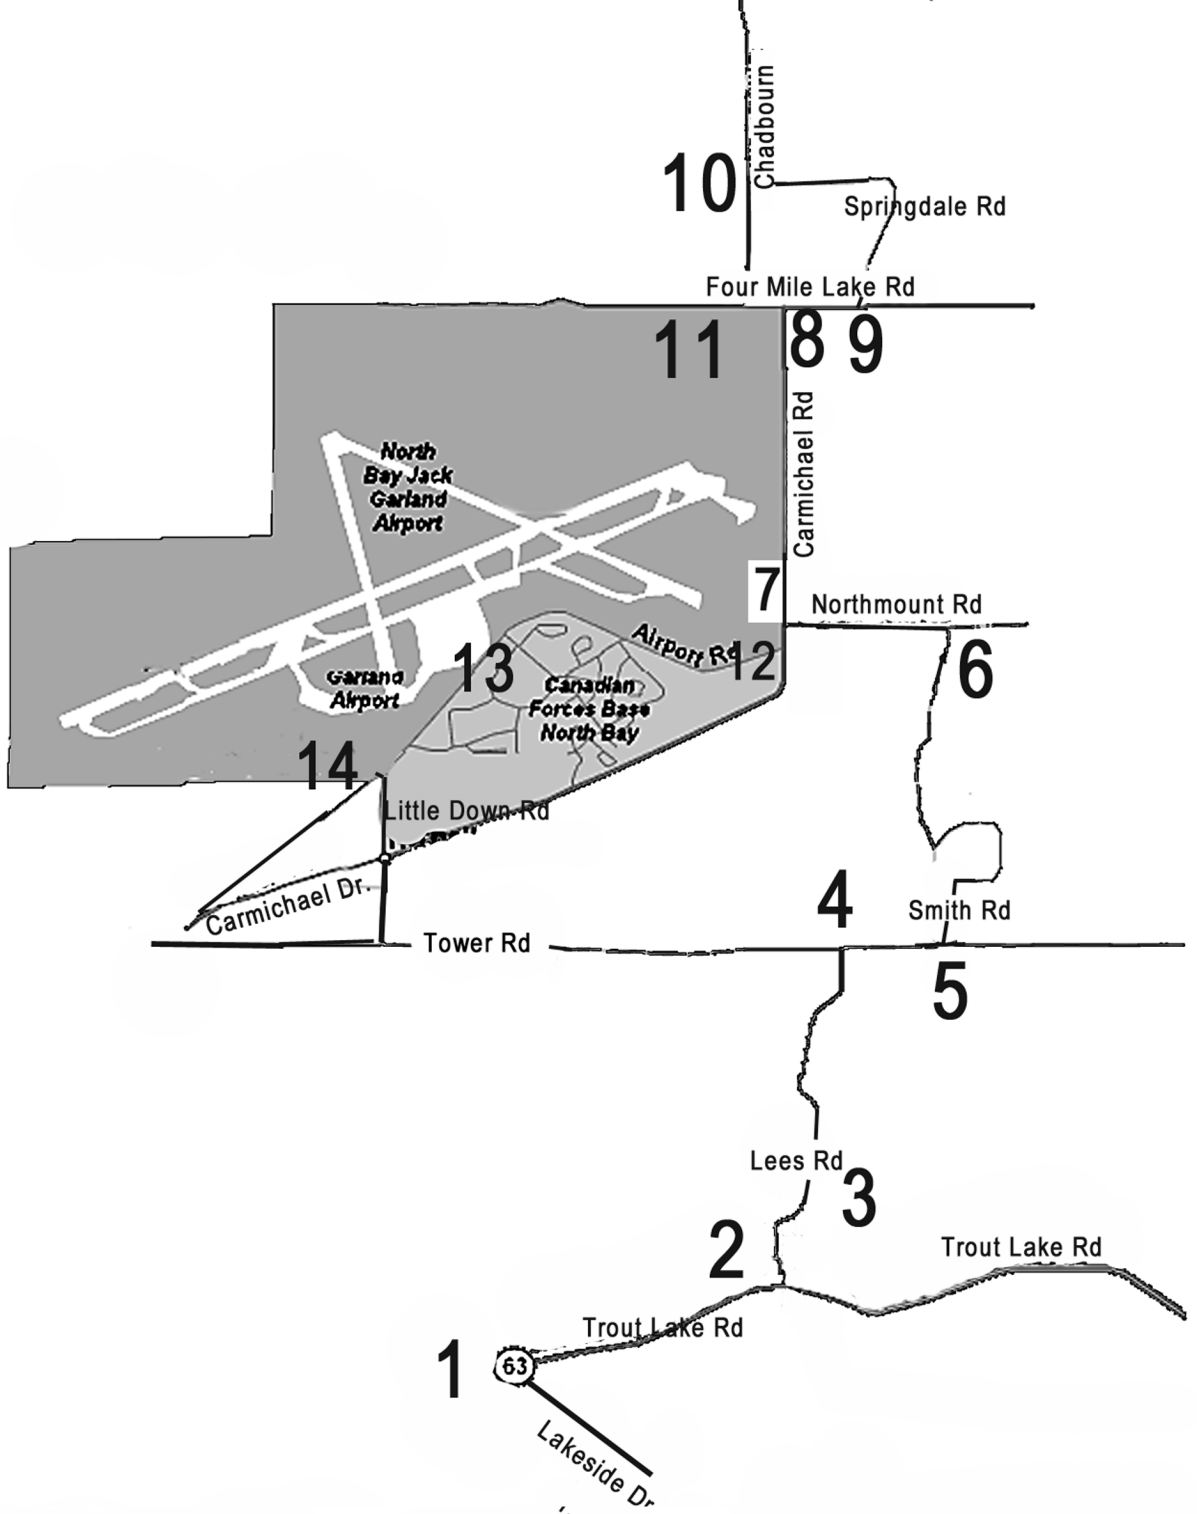 Chadbourn
10
Springdale Rd
Four Mile Lake Rd
11
8
9
Carmichael Rd
North
Bay Jack
Garland
Airport
7
Northmount Rd
Airport Rd
12
6
13
Garland
Airport
Canadian
Forces Base
North Bay
14
Little Down Rd
Carmichael Dr.
4
Smith Rd
Tower Rd
5
Lees Rd
3
2
Trout Lake Rd
Trout Lake Rd
1
63
Lakeside Dr